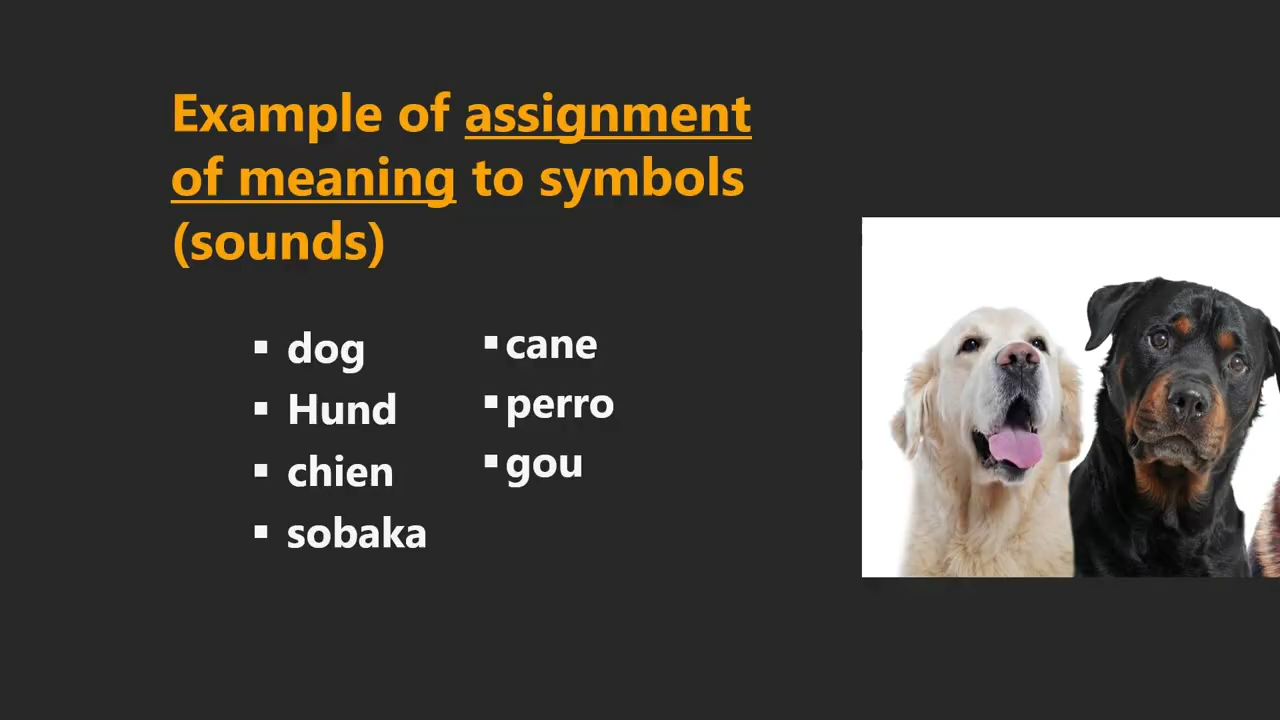 Example of assignment
of meaning to symbols
(sounds)
▪ dog
▪ Hund
▪ chien
▪ sobaka
▪ cane
▪ perro
▪ gou